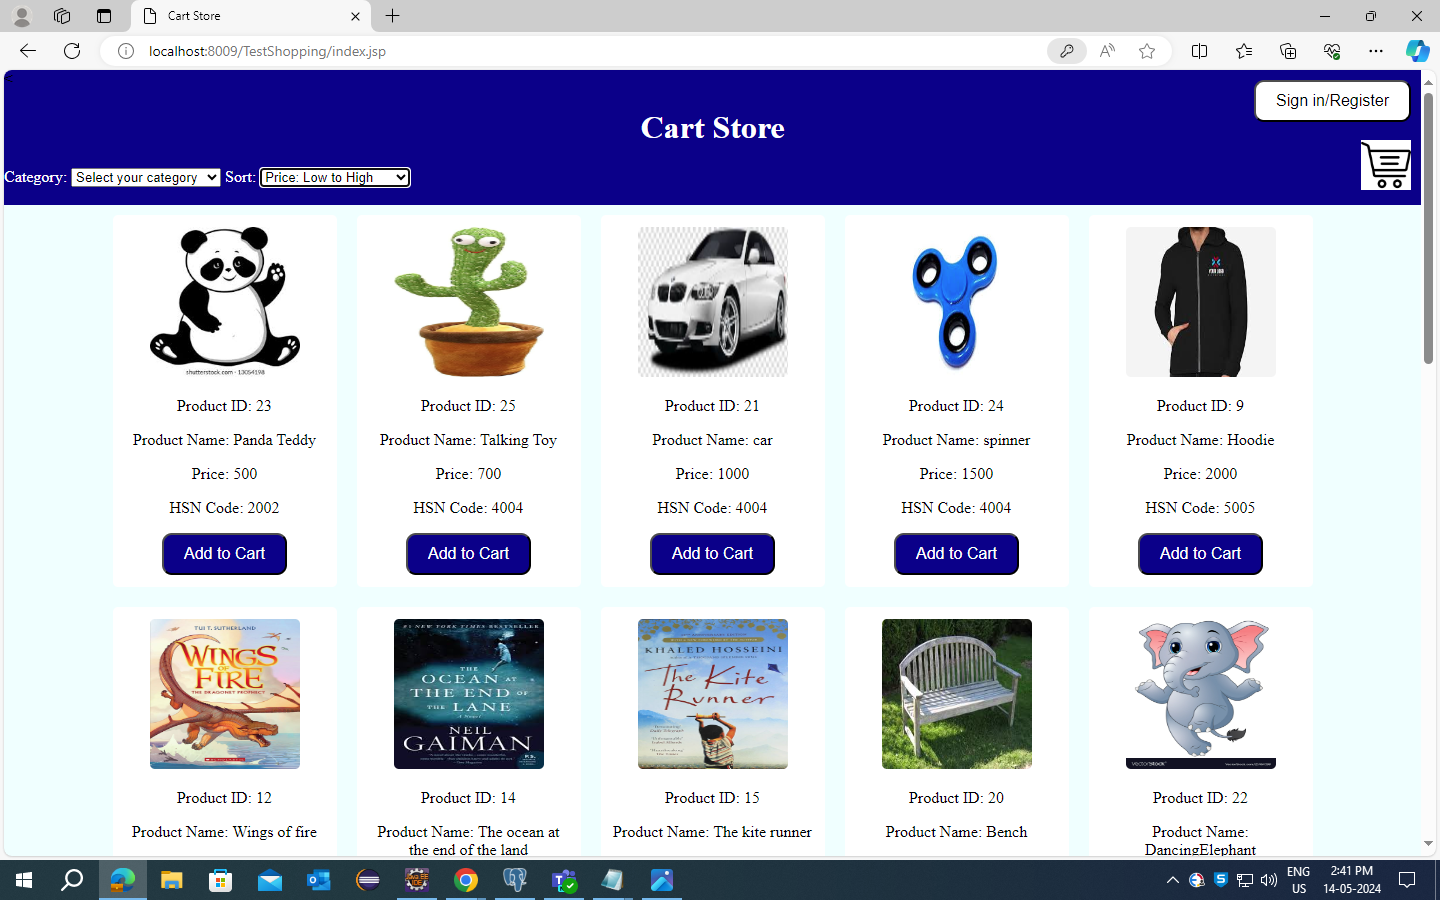 Cart Store
localhost:8009/TestShopping/index.jsp
Sign in/Register
Cart Store
Category: Select your category Sort: Price: Low to High
shutterstock.com · 13054198
YOUR LOGO
Product ID: 23
Product Name: Panda Teddy
Price: 500
HSN Code: 2002
Add to Cart
Product ID: 25
Product Name: Talking Toy
Price: 700
HSN Code: 4004
Add to Cart
Product ID: 21
Product Name: car
Price: 1000
HSN Code: 4004
Add to Cart
Product ID: 24
Product Name: spinner
Price: 1500
HSN Code: 4004
Add to Cart
Product ID: 9
Product Name: Hoodie
Price: 2000
HSN Code: 5005
Add to Cart
TUI T. SUTHERLAND
WINGS
OF
FIRE
THE DRAGONET PROPHECY
Product ID: 12
Product Name: Wings of fire
#1 NEW YORK TIMES BESTSELLER
THE
OCEAN AT
THE END OF
THE LANE
A Novel
NEIL
GAIMAN
Product ID: 14
Product Name: The ocean at
the end of the land
KHALED HOSSEINI
The Kite
Runner
Product ID: 15
Product Name: The kite runner
Product ID: 20
Product Name: Bench
VectorStock
Product ID: 22
Product Name:
DancingElephant
ENG
US
2:41 PM
14-05-2024